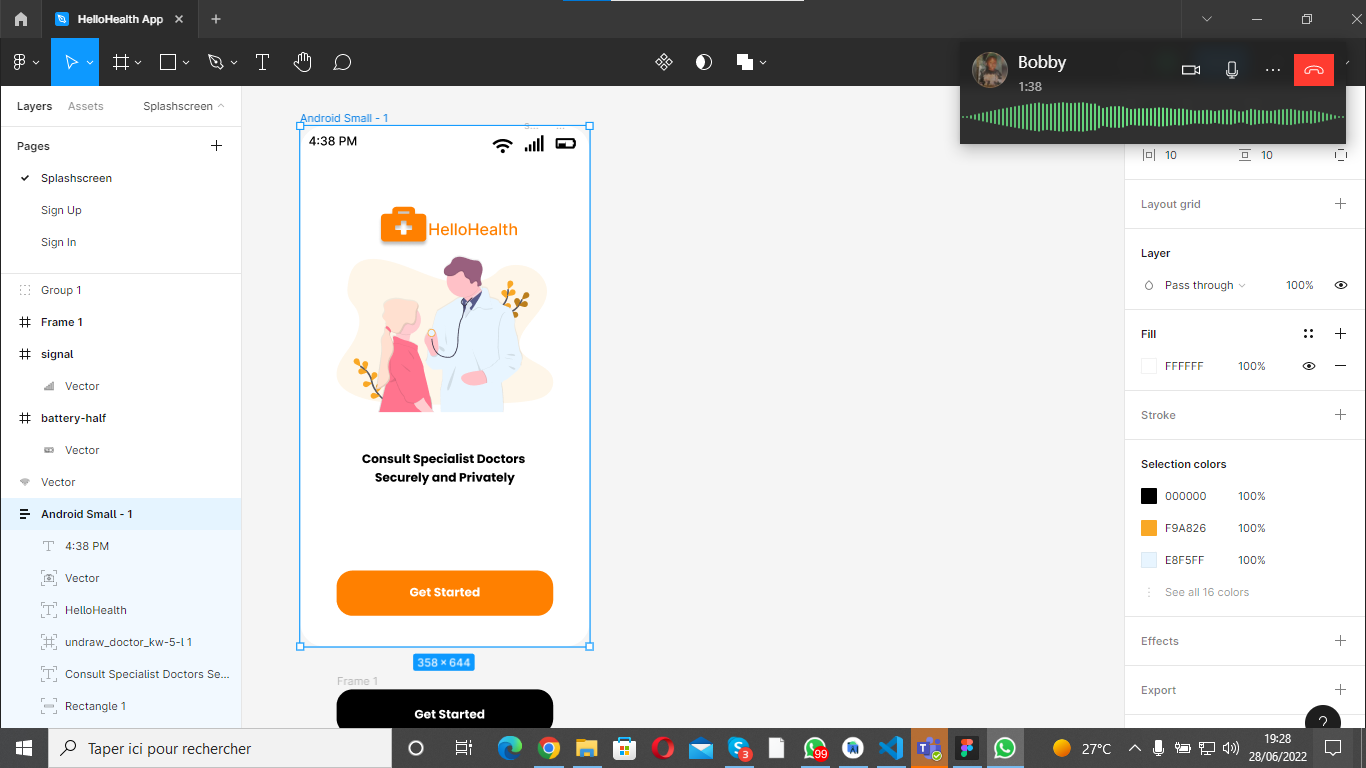 HelloHealth App
Bobby
1:38
Layers
Assets
Splashscreen
Pages
Splashscreen
Sign Up
Sign In
Group 1
Frame 1
signal
Vector
battery-half
Vector
Vector
Android Small - 1
4:38 PM
Vector
HelloHealth
undraw_doctor_kw-5-l 1
Consult Specialist Doctors Se...
Rectangle 1
Android Small - 1
S... ...
4:38 PM
HelloHealth
Consult Specialist Doctors
Securely and Privately
Get Started
358 × 644
Frame 1
Get Started
10 10
Layout grid
Layer
Pass through 100%
Fill
FFFFFF 100%
Stroke
Selection colors
000000 100%
F9A826 100%
E8F5FF 100%
See all 16 colors
Effects
Export
?
Taper ici pour rechercher
3
99
27°C
19:28
28/06/2022